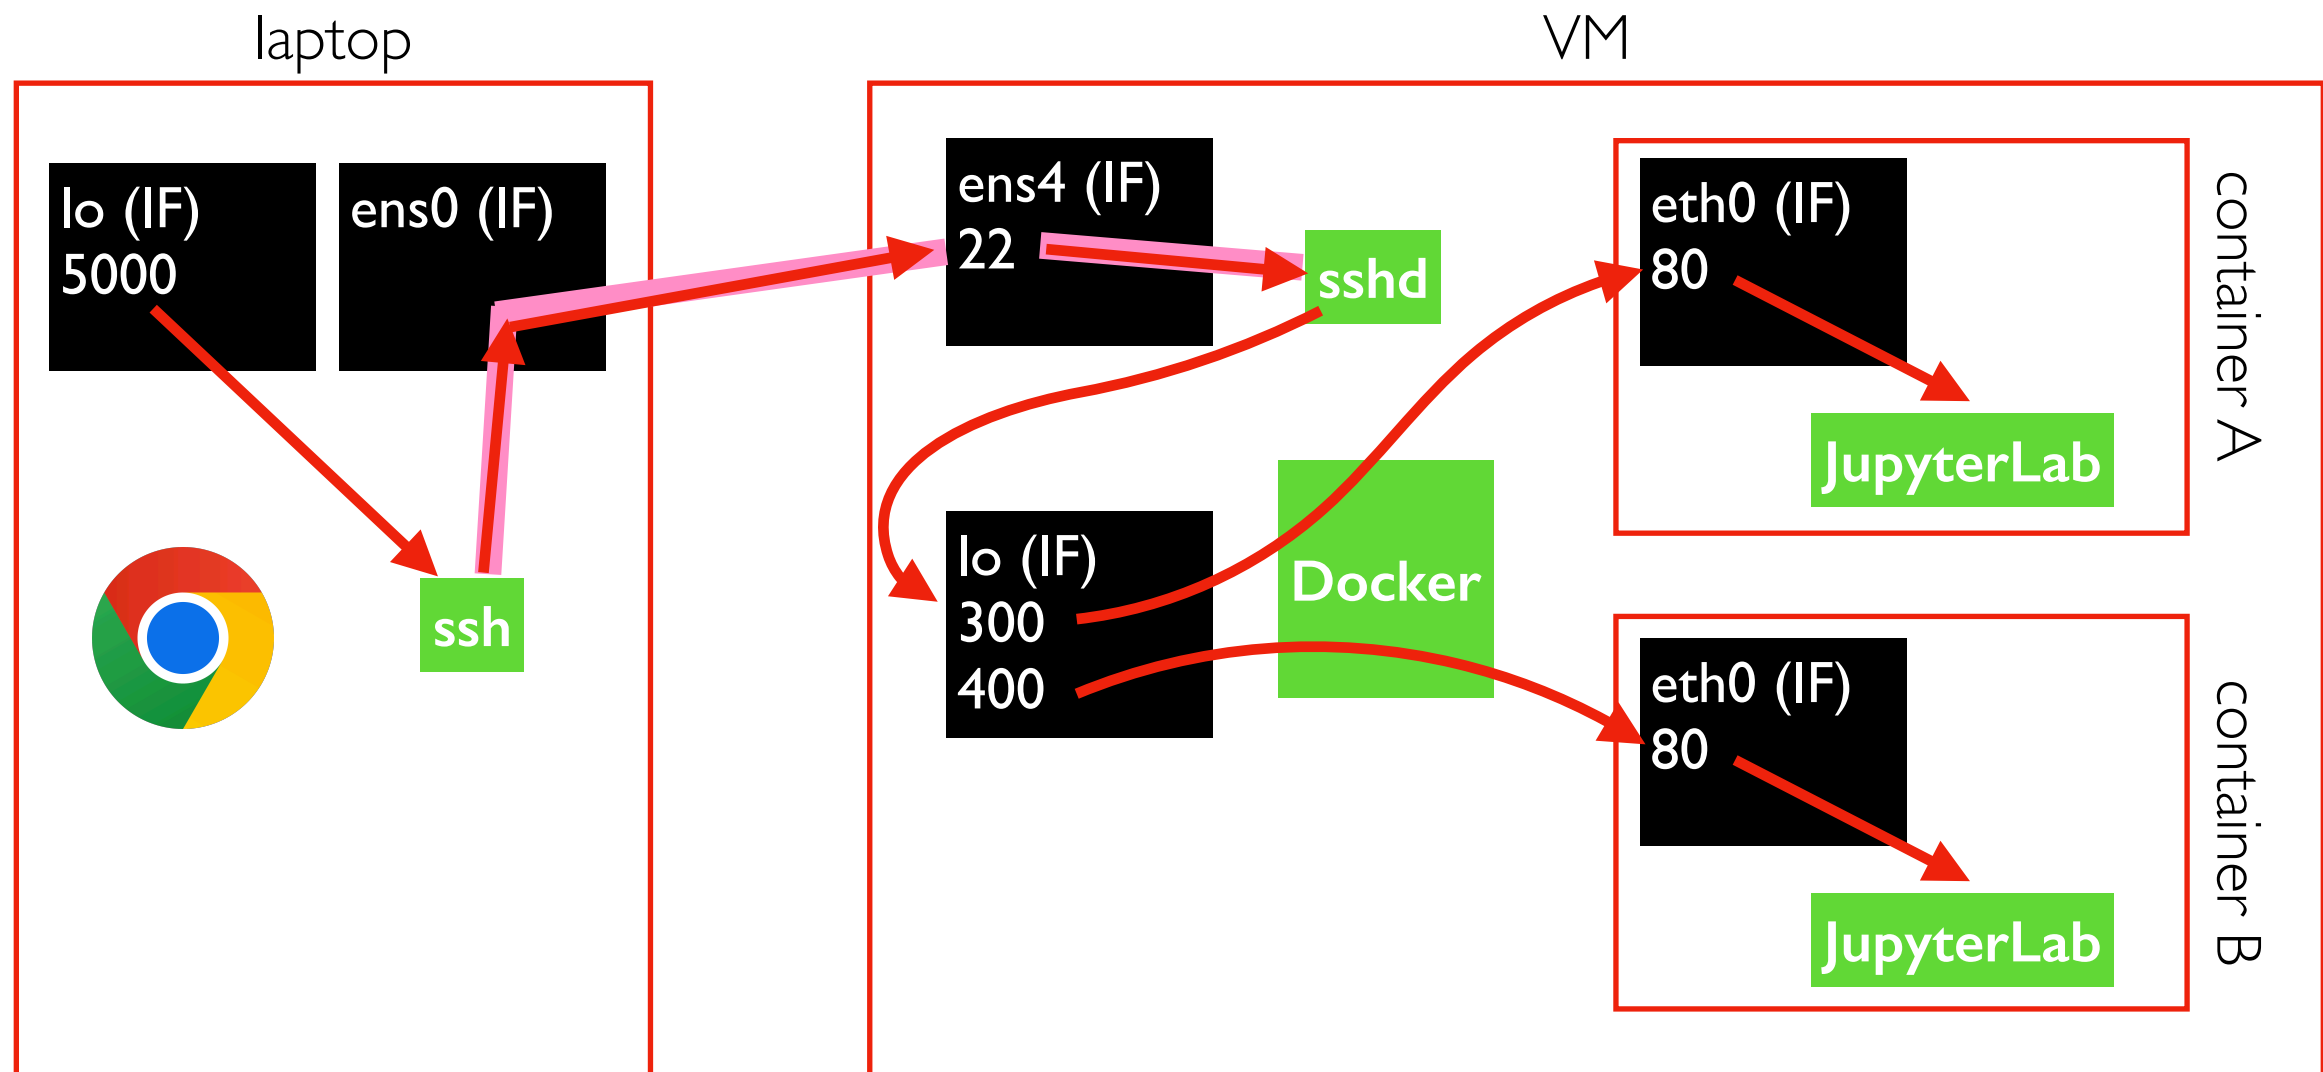 laptop
VM
lo (IF)
5000
ens0 (IF)
ssh
ens4 (IF)
22
sshd
lo (IF)
300
400
Docker
eth0 (IF)
80
JupyterLab
container A
eth0 (IF)
80
JupyterLab
container B